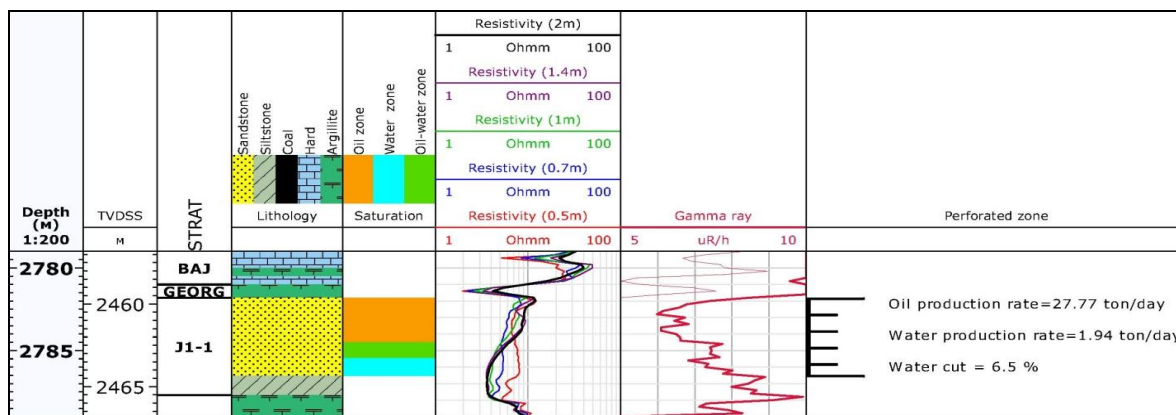 Resistivity (2m)
1 Ohmm 100
Resistivity (1.4m)
1 Ohmm 100
Resistivity (1m)
1 Ohmm 100
Resistivity (0.7m)
1 Ohmm 100
Resistivity (0.5m)
1 Ohmm 100
Sandstone
Siltstone
Coal
Hard
Argillite
Oil zone
Water zone
Oil-water zone
Depth
(м)
1:200
TVDSS
м
STRAT
Lithology
Saturation
Gamma ray
5 uR/h 10
Perforated zone
2780
BAJ
GEORG
2460
Oil production rate=27.77 ton/day
Water production rate=1.94 ton/day
2785
J1-1
Water cut = 6.5 %
2465